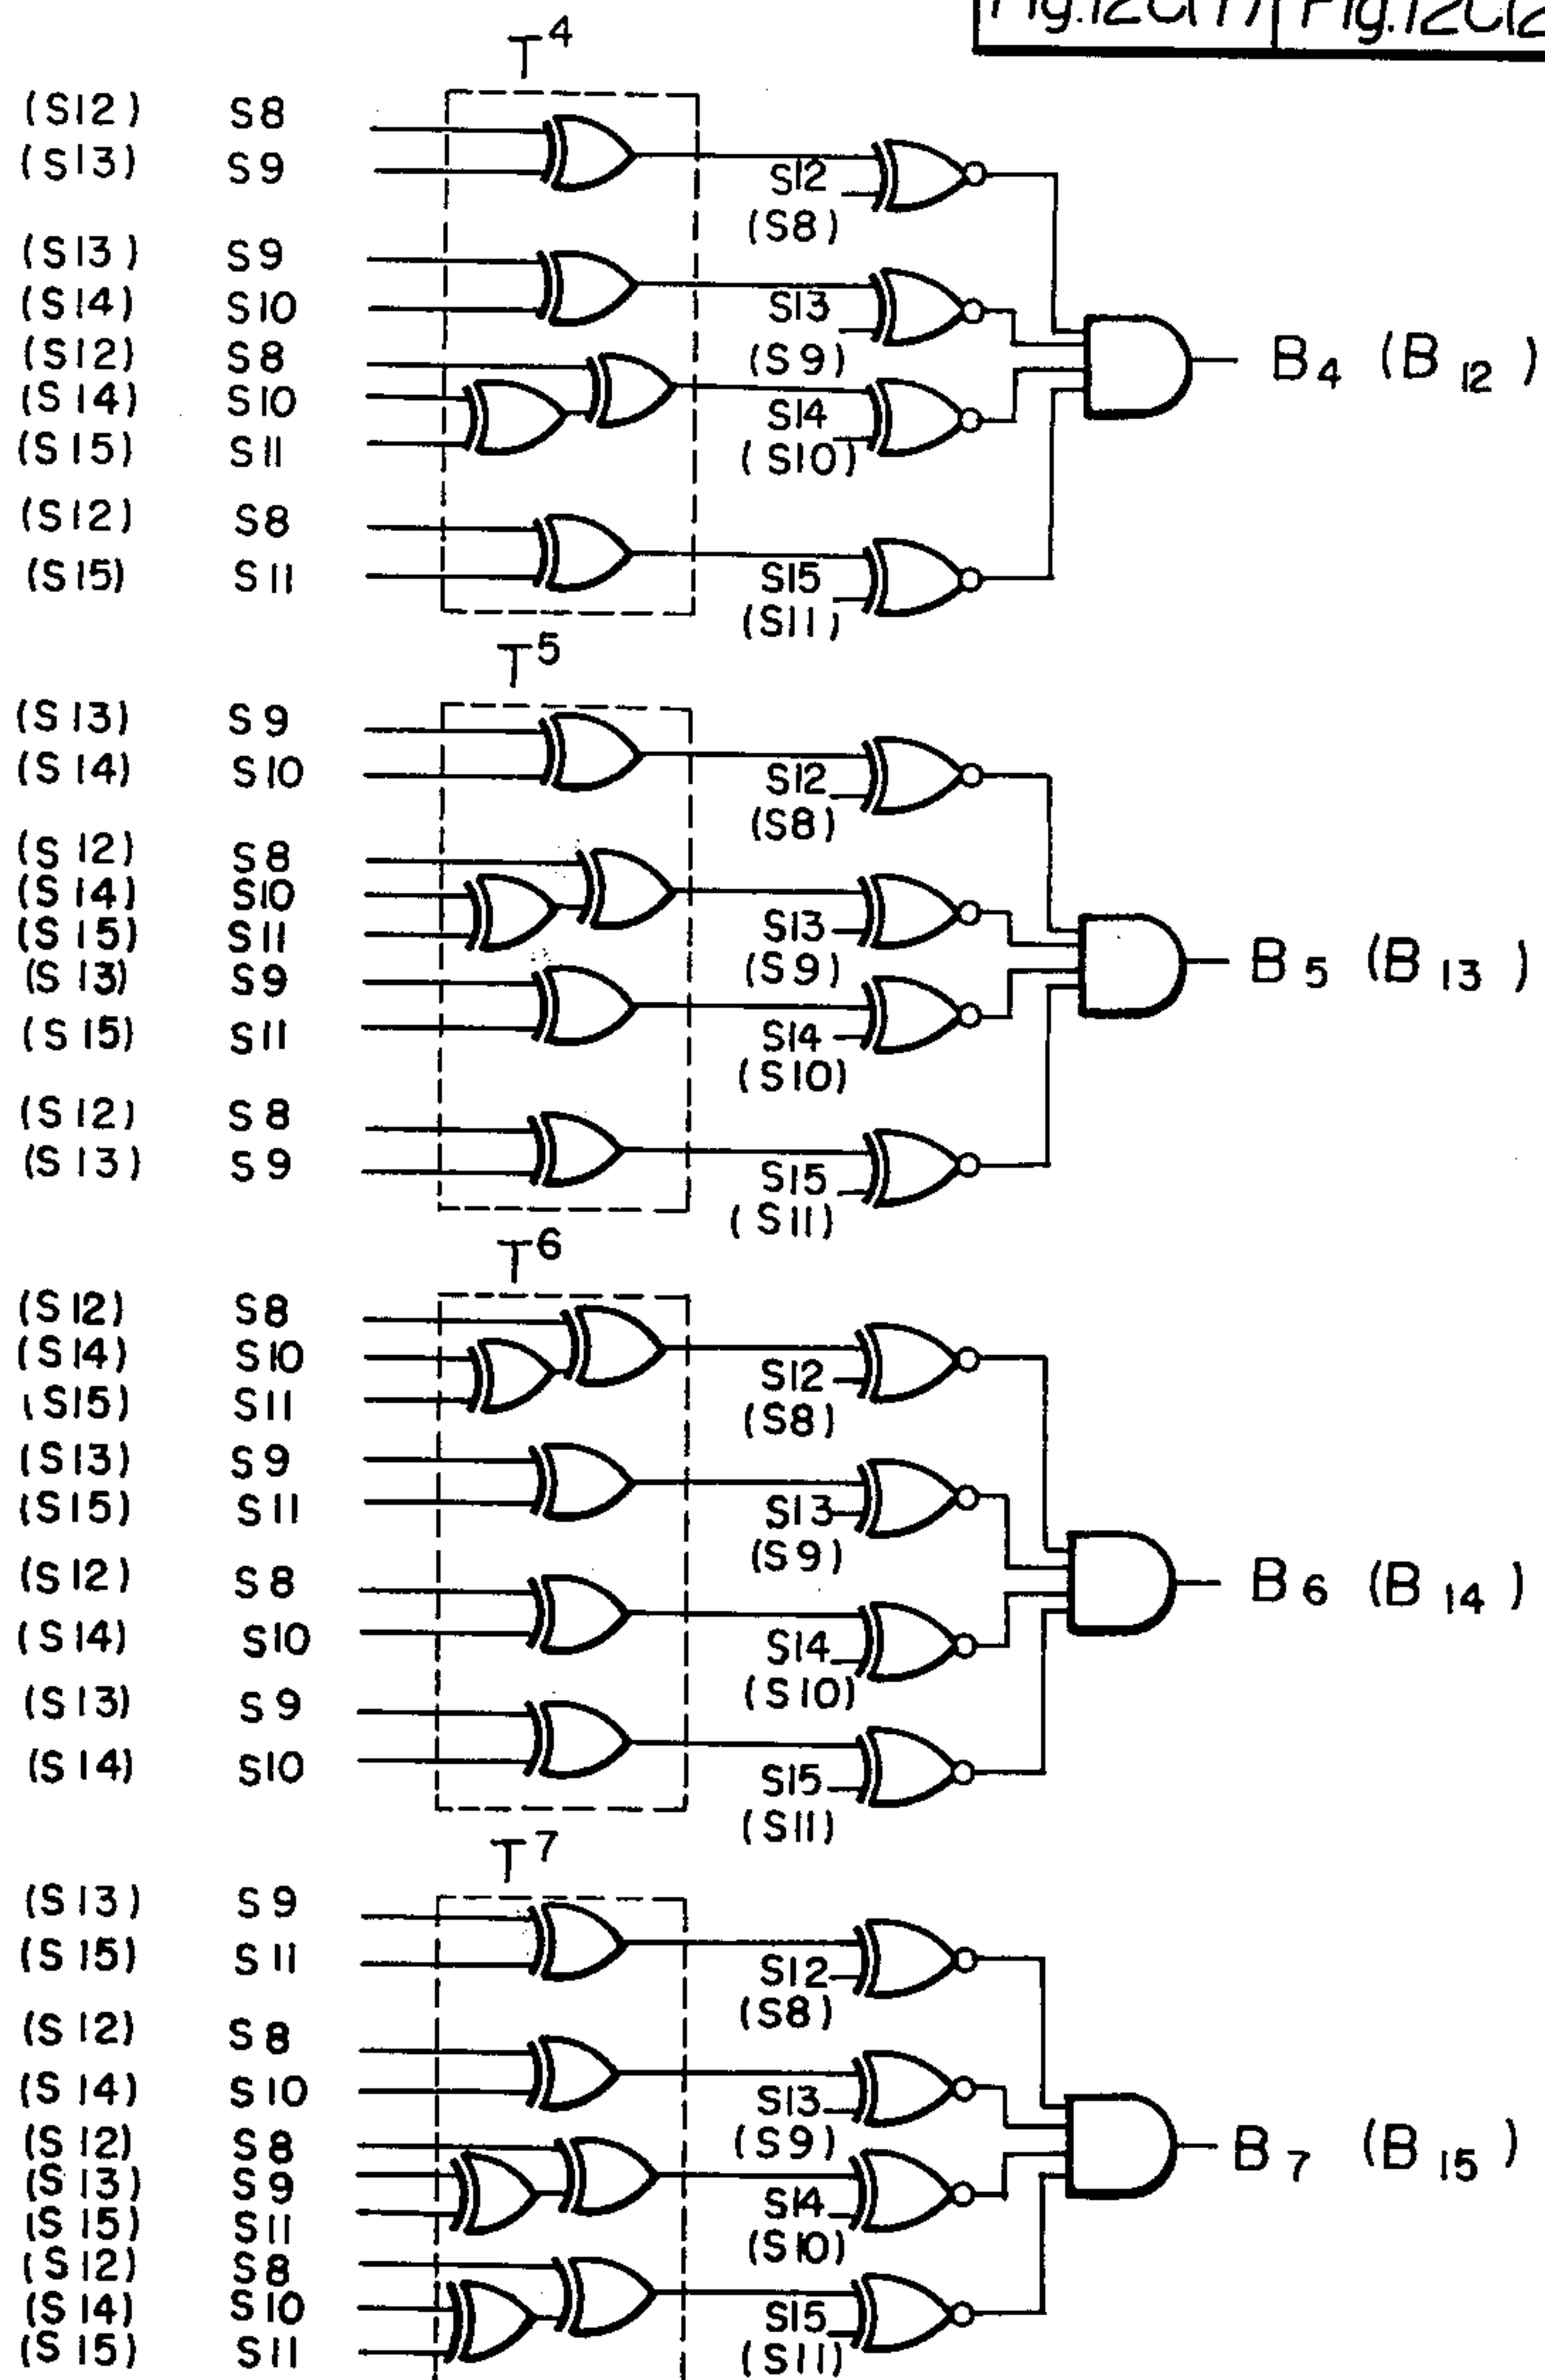 Fig.12C(1) Fig.12C(2
T4
(S12) S8
(S13) S9
S12
(S8)
(S13) S9
(S14) S10
S13
(S9)
(S12) S8
(S14) S10
(S15) S11
S14
(S10)
B4 (B12)
(S12) S8
(S15) S11
S15
(S11)
T5
(S13) S9
(S14) S10
S12
(S8)
(S12) S8
(S14) S10
(S15) S11
S13
(S9)
B5 (B13)
(S13) S9
(S15) S11
S14
(S10)
(S12) S8
(S13) S9
S15
(S11)
T6
(S12) S8
(S14) S10
(S15) S11
S12
(S8)
(S13) S9
(S15) S11
S13
(S9)
B6 (B14)
(S12) S8
(S14) S10
S14
(S10)
(S13) S9
(S14) S10
S15
(S11)
T7
(S13) S9
(S15) S11
S12
(S8)
(S12) S8
(S14) S10
S13
(S9)
B7 (B15)
(S12) S8
(S13) S9
(S15) S11
S14
(S10)
(S12) S8
(S14) S10
(S15) S11
S15
(S11)